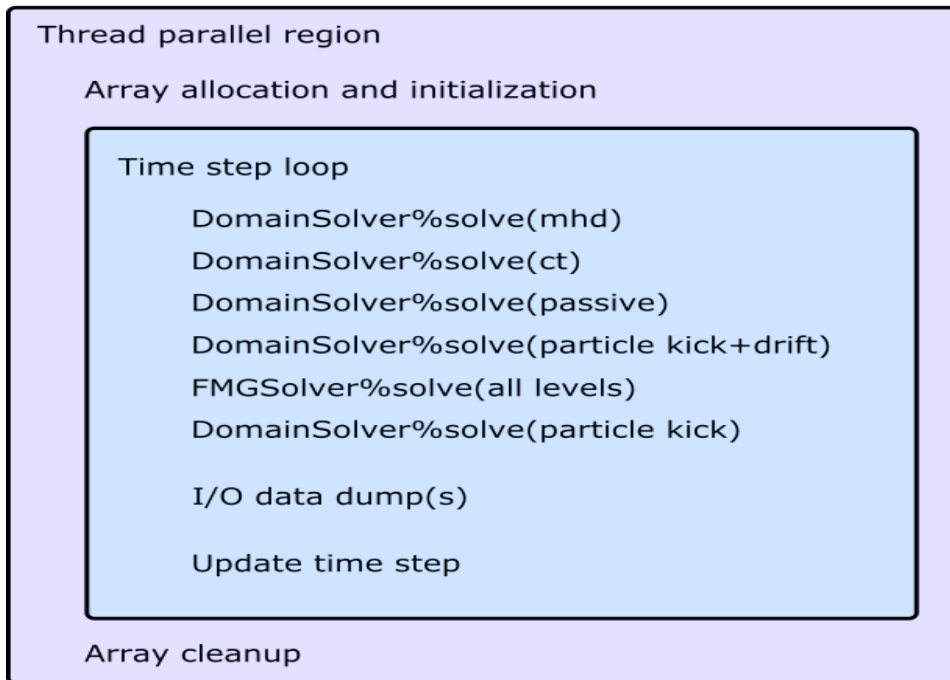 Thread parallel region
Array allocation and initialization
Time step loop
DomainSolver%solve(mhd)
DomainSolver%solve(ct)
DomainSolver%solve(passive)
DomainSolver%solve(particle kick+drift)
FMGSolver%solve(all levels)
DomainSolver%solve(particle kick)
I/O data dump(s)
Update time step
Array cleanup